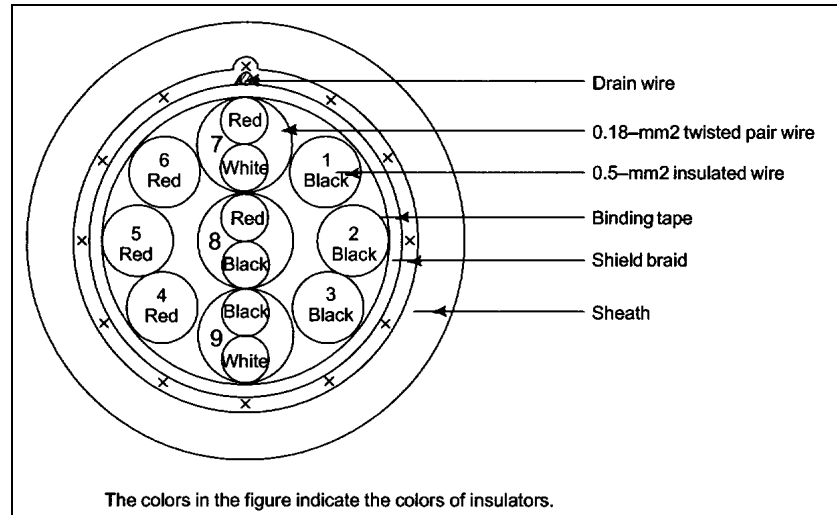 Drain wire
0.18–mm2 twisted pair wire
0.5–mm2 insulated wire
Binding tape
Shield braid
Sheath
Red
7
White
6
Red
1
Black
5
Red
8
Red
Black
2
Black
4
Red
9
Black
White
3
Black
The colors in the figure indicate the colors of insulators.